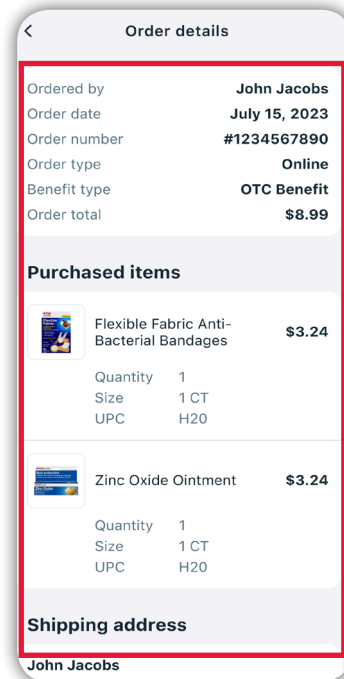 Order details
Ordered by John Jacobs
Order date July 15, 2023
Order number #1234567890
Order type Online
Benefit type OTC Benefit
Order total $8.99
Purchased items
Flexible Fabric Anti-
Bacterial Bandages $3.24
Quantity 1
Size 1 CT
UPC H20
Zinc Oxide Ointment $3.24
Quantity 1
Size 1 CT
UPC H20
Shipping address
John Jacobs